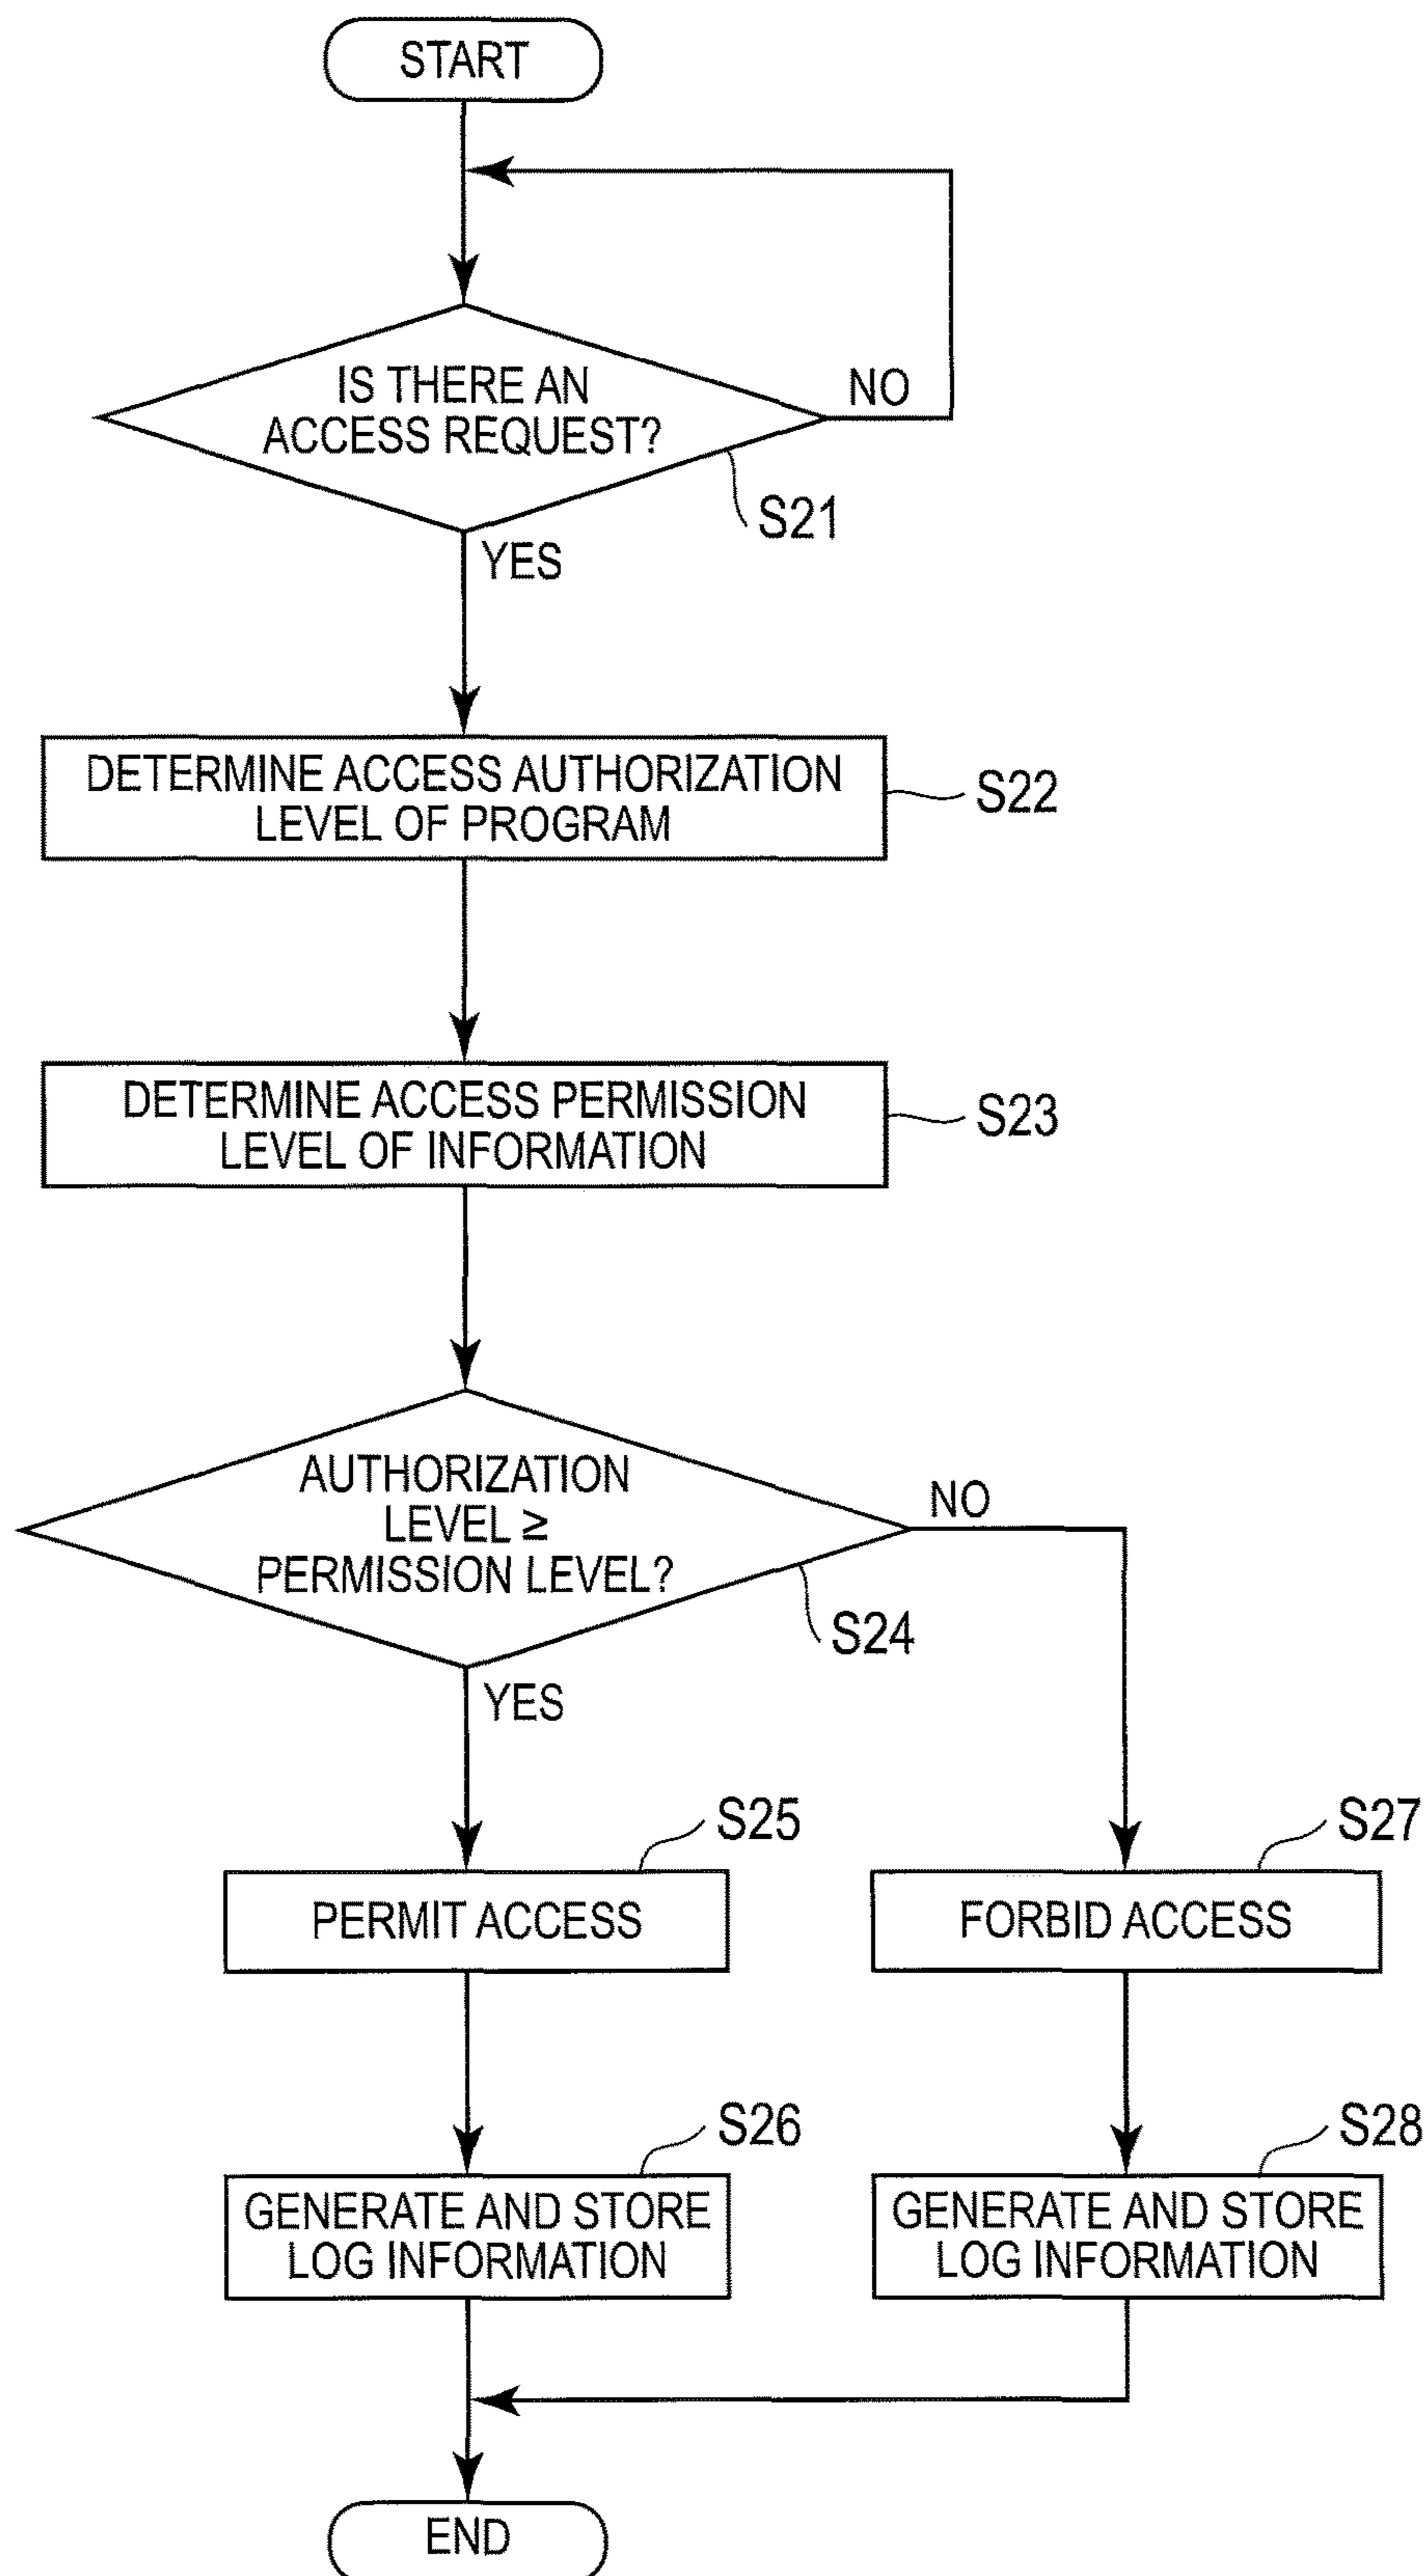 START
IS THERE AN
ACCESS REQUEST?
NO
S21
YES
DETERMINE ACCESS AUTHORIZATION
LEVEL OF PROGRAM
S22
DETERMINE ACCESS PERMISSION
LEVEL OF INFORMATION
S23
AUTHORIZATION
LEVEL ≥
PERMISSION LEVEL?
NO
S24
YES
S25
PERMIT ACCESS
S27
FORBID ACCESS
S26
GENERATE AND STORE
LOG INFORMATION
S28
GENERATE AND STORE
LOG INFORMATION
END